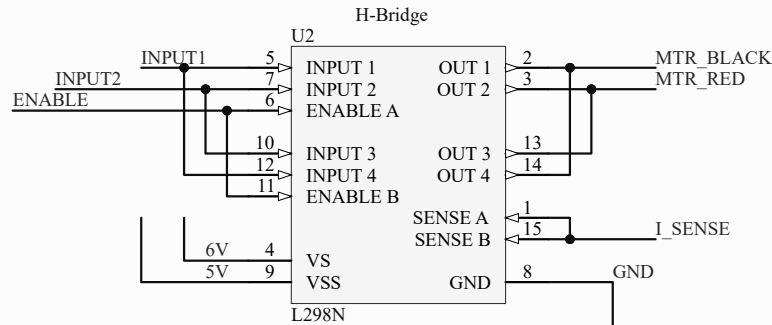 H-Bridge
U2
INPUT1 5 INPUT 1 OUT 1 2 MTR_BLACK
INPUT2 7 INPUT 2 OUT 2 3 MTR_RED
ENABLE 6 ENABLE A
10 INPUT 3 OUT 3 13
12 INPUT 4 OUT 4 14
11 ENABLE B
SENSE A 1
SENSE B 15 I_SENSE
6V 4 VS
5V 9 VSS GND 8 GND
L298N